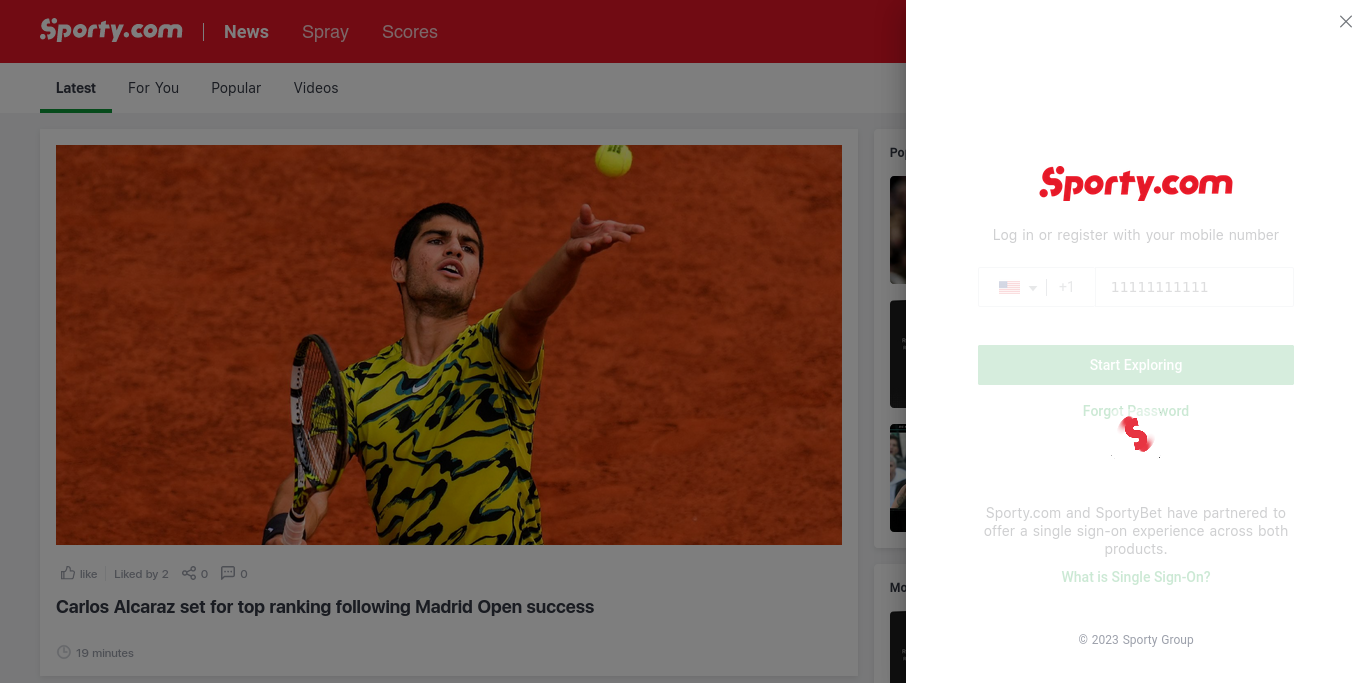 Sporty.com
News
Spray
Scores
Latest
For You
Popular
Videos
like
Liked by 2
0
0
Carlos Alcaraz set for top ranking following Madrid Open success
19 minutes
Sporty.com
Log in or register with your mobile number
+1
11111111111
Start Exploring
Forgot Password
Sporty.com and SportyBet have partnered to
offer a single sign-on experience across both
products.
What is Single Sign-On?
© 2023 Sporty Group